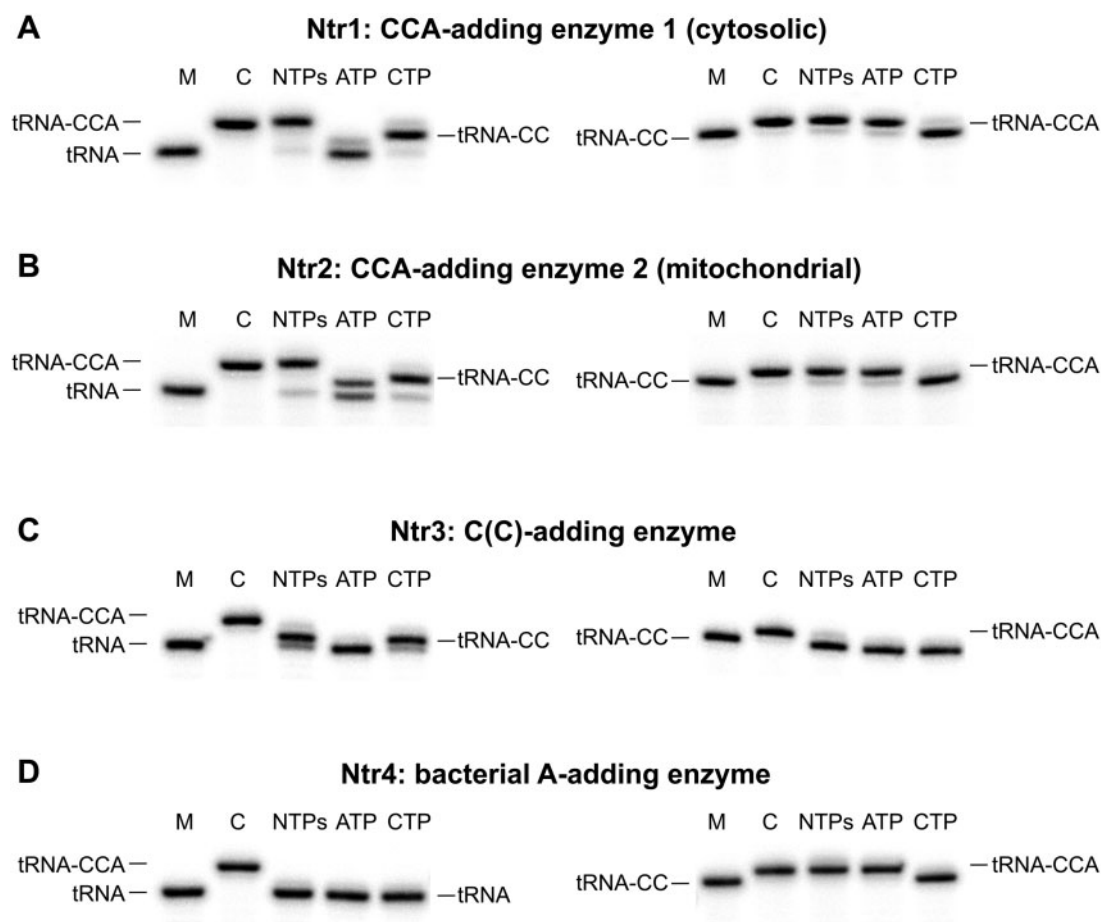 A Ntr1: CCA-adding enzyme 1 (cytosolic)
M C NTPs ATP CTP M C NTPs ATP CTP
tRNA-CCA tRNA-CC tRNA-CC tRNA-CCA
tRNA
B Ntr2: CCA-adding enzyme 2 (mitochondrial)
M C NTPs ATP CTP M C NTPs ATP CTP
tRNA-CCA tRNA-CC tRNA-CC tRNA-CCA
tRNA
C Ntr3: C(C)-adding enzyme
M C NTPs ATP CTP M C NTPs ATP CTP
tRNA-CCA tRNA-CCA
tRNA tRNA-CC tRNA-CC
D Ntr4: bacterial A-adding enzyme
M C NTPs ATP CTP M C NTPs ATP CTP
tRNA-CCA tRNA-CCA
tRNA tRNA tRNA-CC